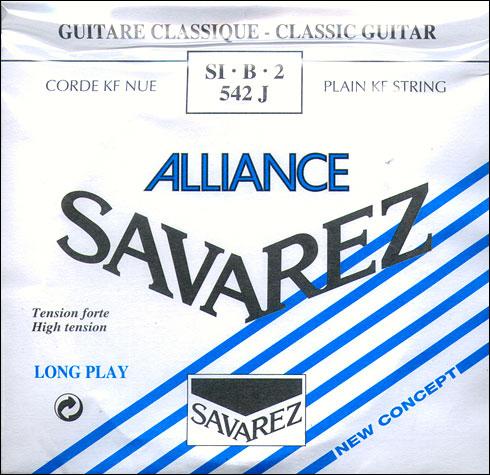 GUITARE CLASSIQUE - CLASSIC GUITAR
CORDE KF NUE
SI · B · 2
542 J
PLAIN KF STRING
ALLIANCE
SAVAREZ
Tension forte
High tension
LONG PLAY
SAVAREZ
NEW CONCEPT